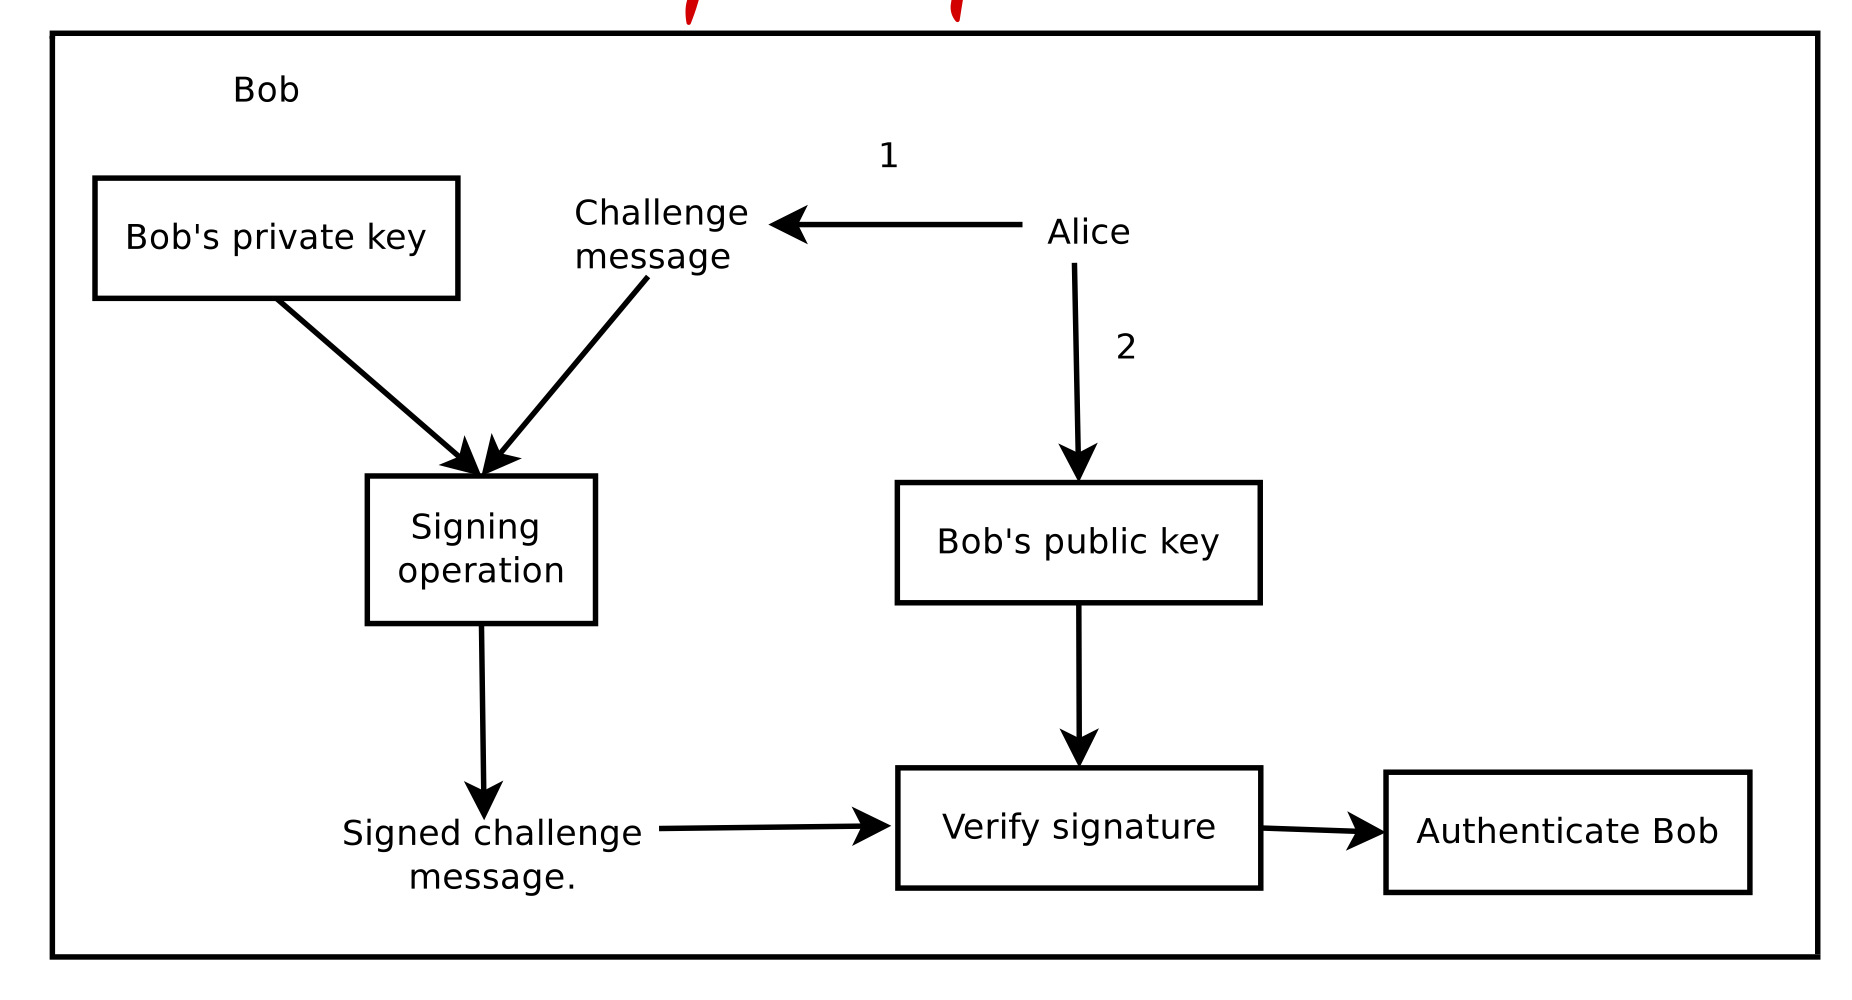 Bob
1
Challenge
message
Alice
Bob's private key
2
Signing
operation
Bob's public key
Signed challenge
message.
Verify signature
Authenticate Bob